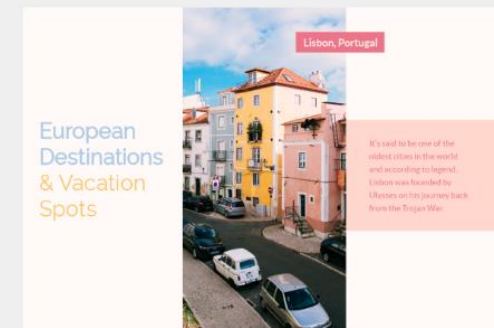 Lisbon, Portugal
European
Destinations
& Vacation
Spots
It's said to be one of the
oldest cities in the world
and according to legend,
Lisbon was founded by
Ulysses on his journey back
from the Trojan War.